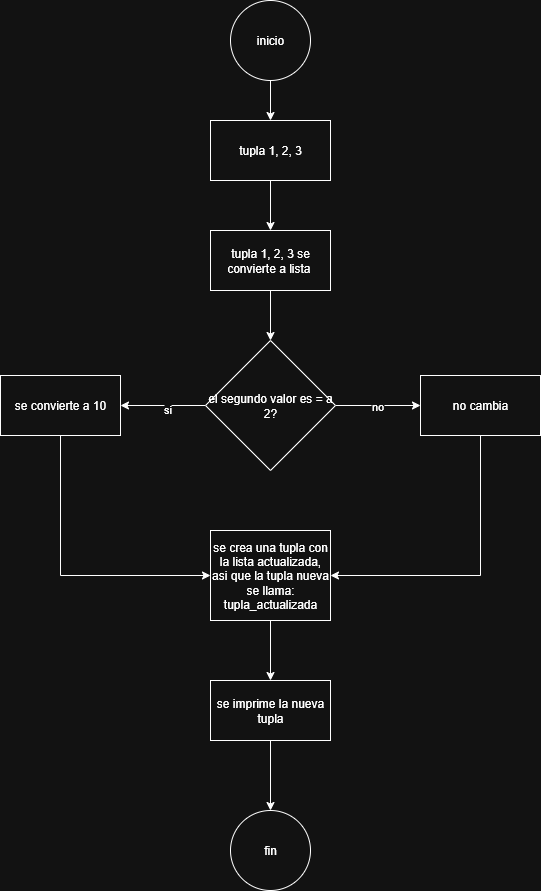 inicio
tupla 1, 2, 3
tupla 1, 2, 3 se
convierte a lista
el segundo valor es = a
2?
si
no
se convierte a 10
no cambia
se crea una tupla con
la lista actualizada,
asi que la tupla nueva
se llama:
tupla_actualizada
se imprime la nueva
tupla
fin